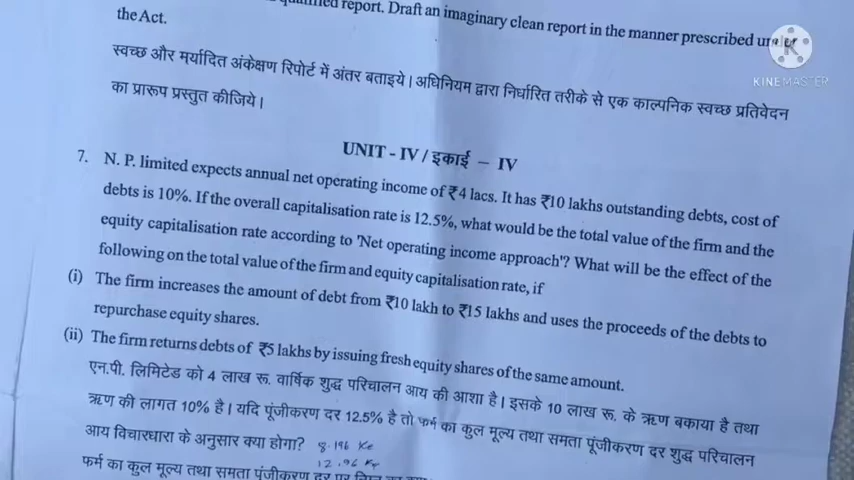 qualified report. Draft an imaginary clean report in the manner prescribed under
the Act.
स्वच्छ और मर्यादित अंकेक्षण रिपोर्ट में अंतर बताइये। अधिनियम द्वारा निर्धारित तरीके से एक काल्पनिक स्वच्छ प्रतिवेदन
का प्रारूप प्रस्तुत कीजिये।
K
KINEMASTER
UNIT - IV / इकाई – IV
7. N. P. limited expects annual net operating income of ₹4 lacs. It has ₹10 lakhs outstanding debts, cost of
debts is 10%. If the overall capitalisation rate is 12.5%, what would be the total value of the firm and the
equity capitalisation rate according to 'Net operating income approach'? What will be the effect of the
following on the total value of the firm and equity capitalisation rate, if
(i) The firm increases the amount of debt from ₹10 lakh to ₹15 lakhs and uses the proceeds of the debts to
repurchase equity shares.
(ii) The firm returns debts of ₹5 lakhs by issuing fresh equity shares of the same amount.
एन.पी. लिमिटेड को 4 लाख रू. वार्षिक शुद्ध परिचालन आय की आशा है। इसके 10 लाख रू. के ऋण बकाया है तथा
ऋण की लागत 10% है। यदि पूंजीकरण दर 12.5% है तो फर्म का कुल मूल्य तथा समता पूंजीकरण दर शुद्ध परिचालन
आय विचारधारा के अनुसार क्या होगा? 8.196 Ke
12.96 Ke
फर्म का कुल मूल्य तथा समता पूंजीकरण दर पर निम्न का क्या